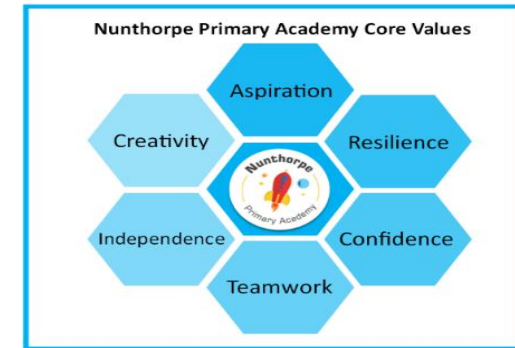 Nunthorpe Primary Academy Core Values
Aspiration
Creativity
Resilience
Nunthorpe
Primary Academy
Independence
Confidence
Teamwork